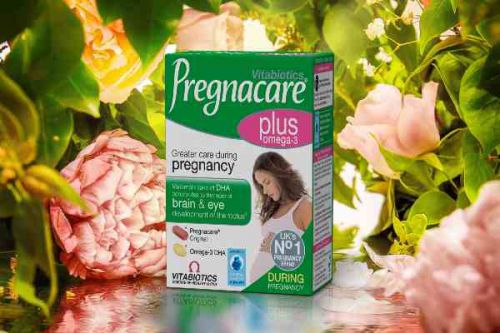 Vitabiotics
Pregnacare®
plus
omega-3
Greater care during
pregnancy
brain & eye
Pregnacare®
Original
Omega-3 DHA
UK's
Nº1
PREGNANCY
VITABIOTICS
DURING
PREGNANCY